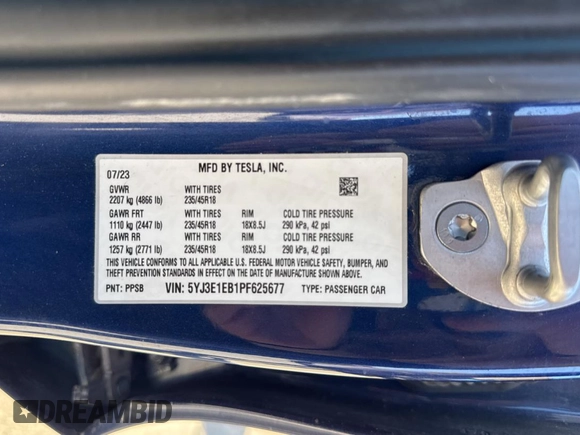 MFD BY TESLA, INC.
07/23
GVWR WITH TIRES
2207 kg (4866 lb) 235/45R18
GAWR FRT WITH TIRES RIM COLD TIRE PRESSURE
1110 kg (2447 lb) 235/45R18 18X8.5J 290 kPa, 42 psi
GAWR RR WITH TIRES RIM COLD TIRE PRESSURE
1257 kg (2771 lb) 235/45R18 18X8.5J 290 kPa, 42 psi
THIS VEHICLE CONFORMS TO ALL APPLICABLE U.S. FEDERAL MOTOR VEHICLE SAFETY, BUMPER, AND
THEFT PREVENTION STANDARDS IN EFFECT ON THE DATE OF MANUFACTURE SHOWN ABOVE.
PNT: PPSB VIN: 5YJ3E1EB1PF625677 TYPE: PASSENGER CAR
DREAMBID